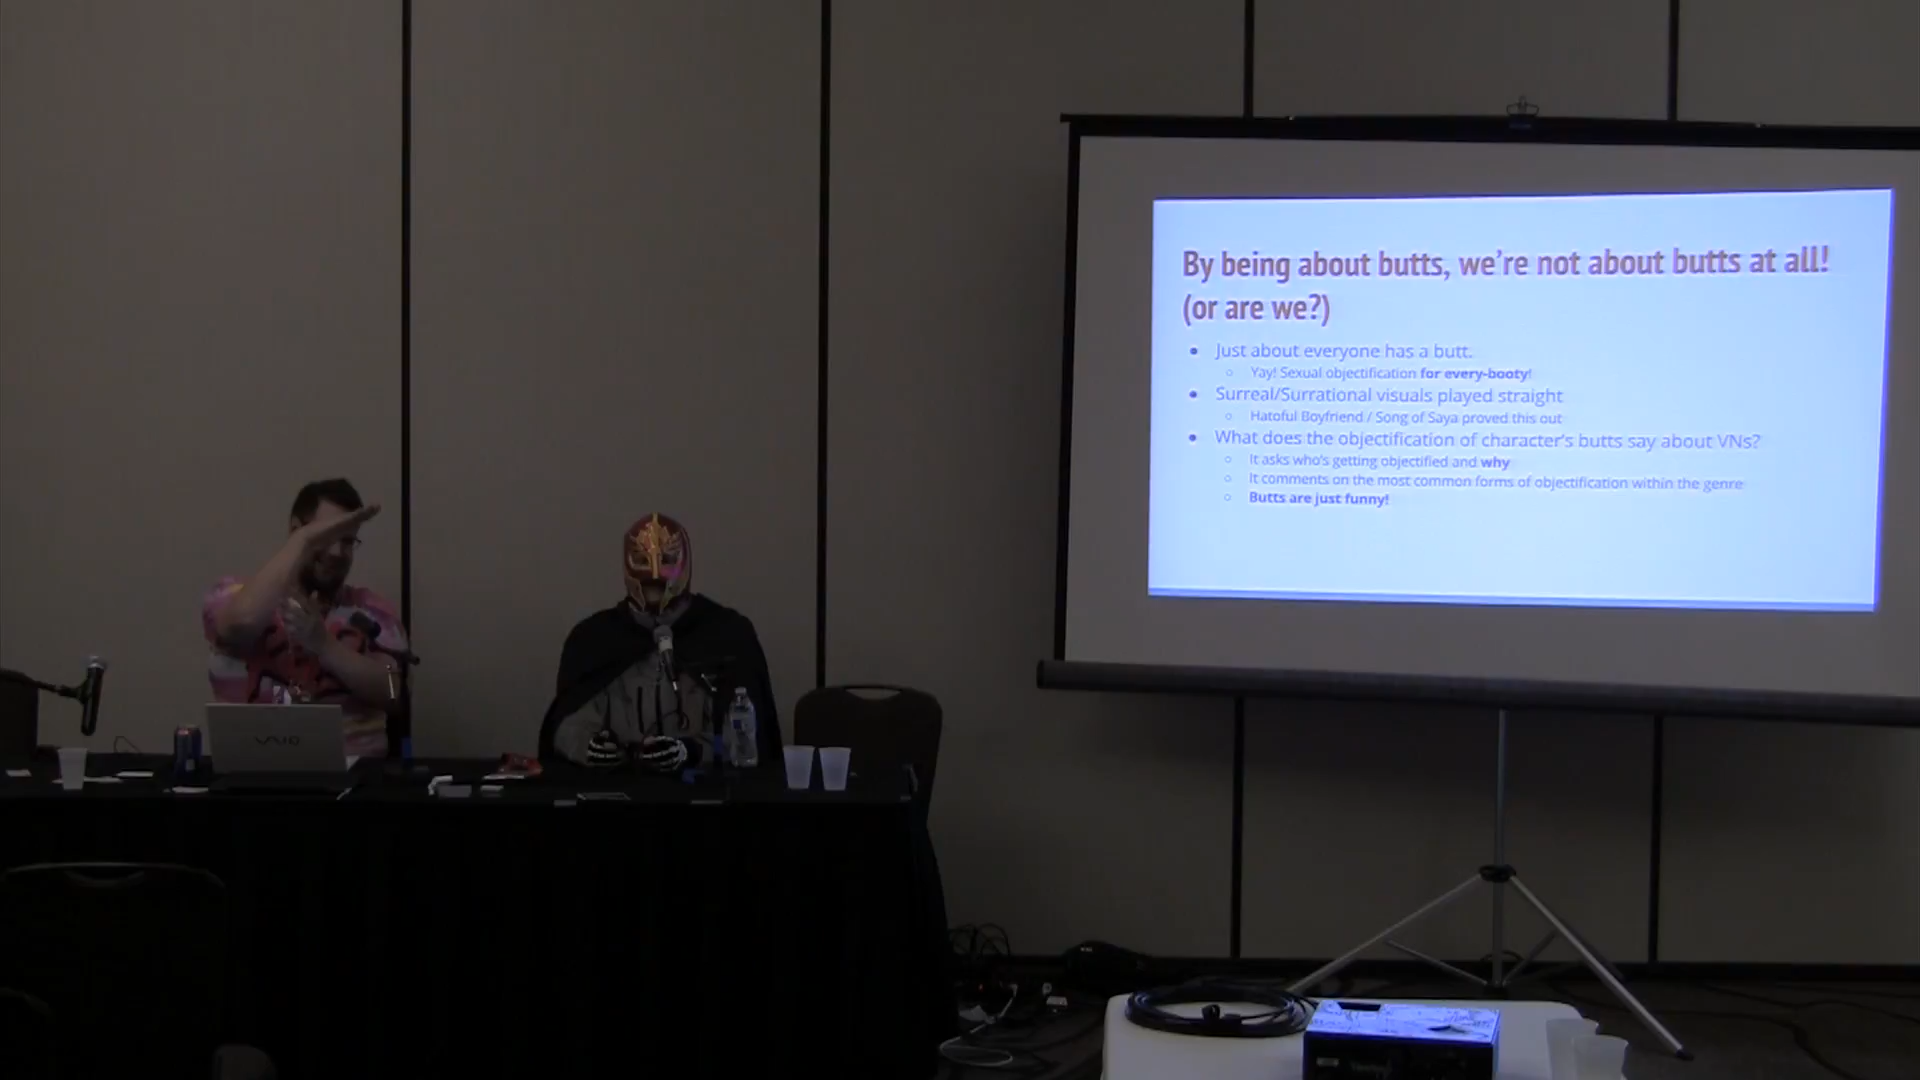 By being about butts, we're not about butts at all!
(or are we?)
Just about everyone has a butt.
Yay! Sexual objectification for every-booty!
Surreal/Surrational visuals played straight
Hatoful Boyfriend / Song of Saya proved this out
What does the objectification of character's butts say about VNs?
It asks who's getting objectified and why
It comments on the most common forms of objectification within the genre
Butts are just funny!
VAIO